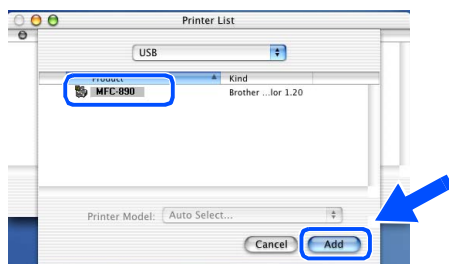 Printer List
USB
Product Kind
MFC-890 Brother ...lor 1.20
Printer Model: Auto Select...
Cancel Add